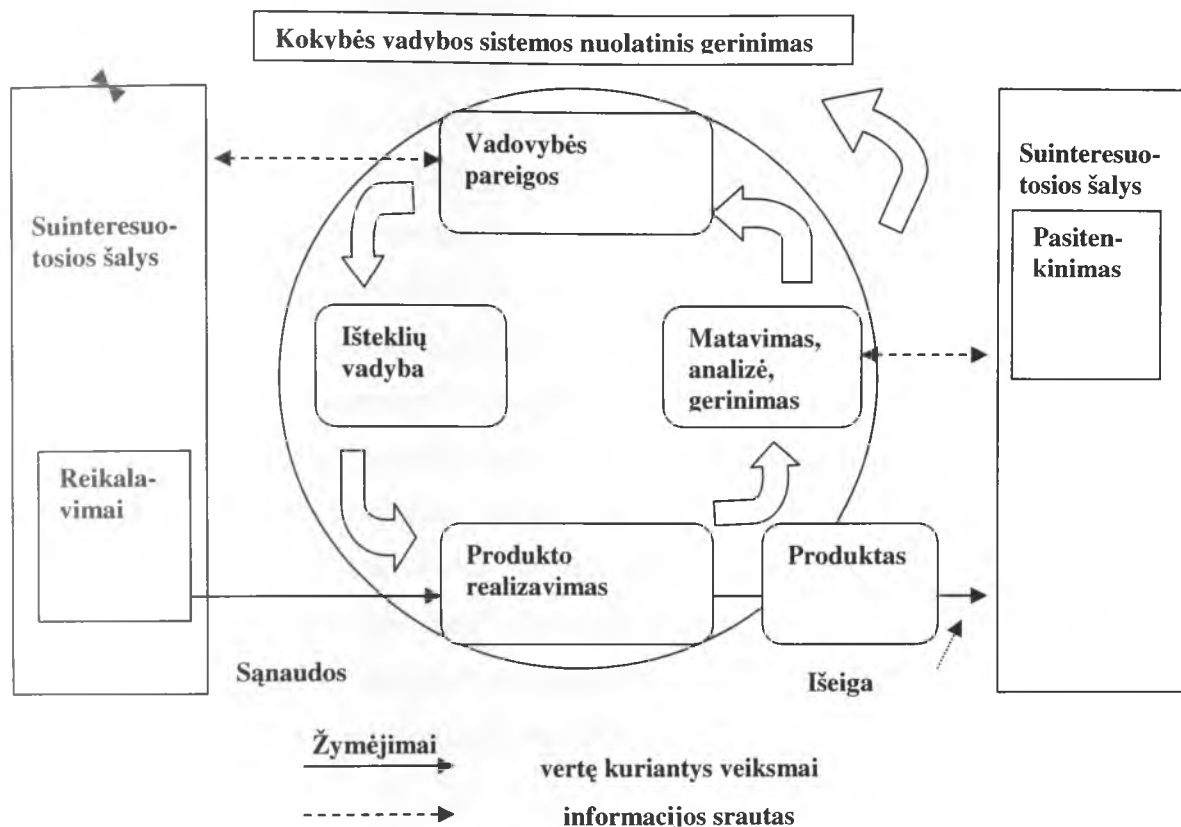 Kokybės vadybos sistemos nuolatinis gerinimas
Vadovybės
pareigos
Suinteresuo-
tosios šalys
Suinteresuo-
tosios šalys
Pasiten-
kinimas
Išteklių
vadyba
Matavimas,
analizė,
gerinimas
Reikala-
vimai
Produkto
realizavimas
Produktas
Sąnaudos
Išeiga
Žymėjimai
vertę kuriantys veiksmai
informacijos srautas